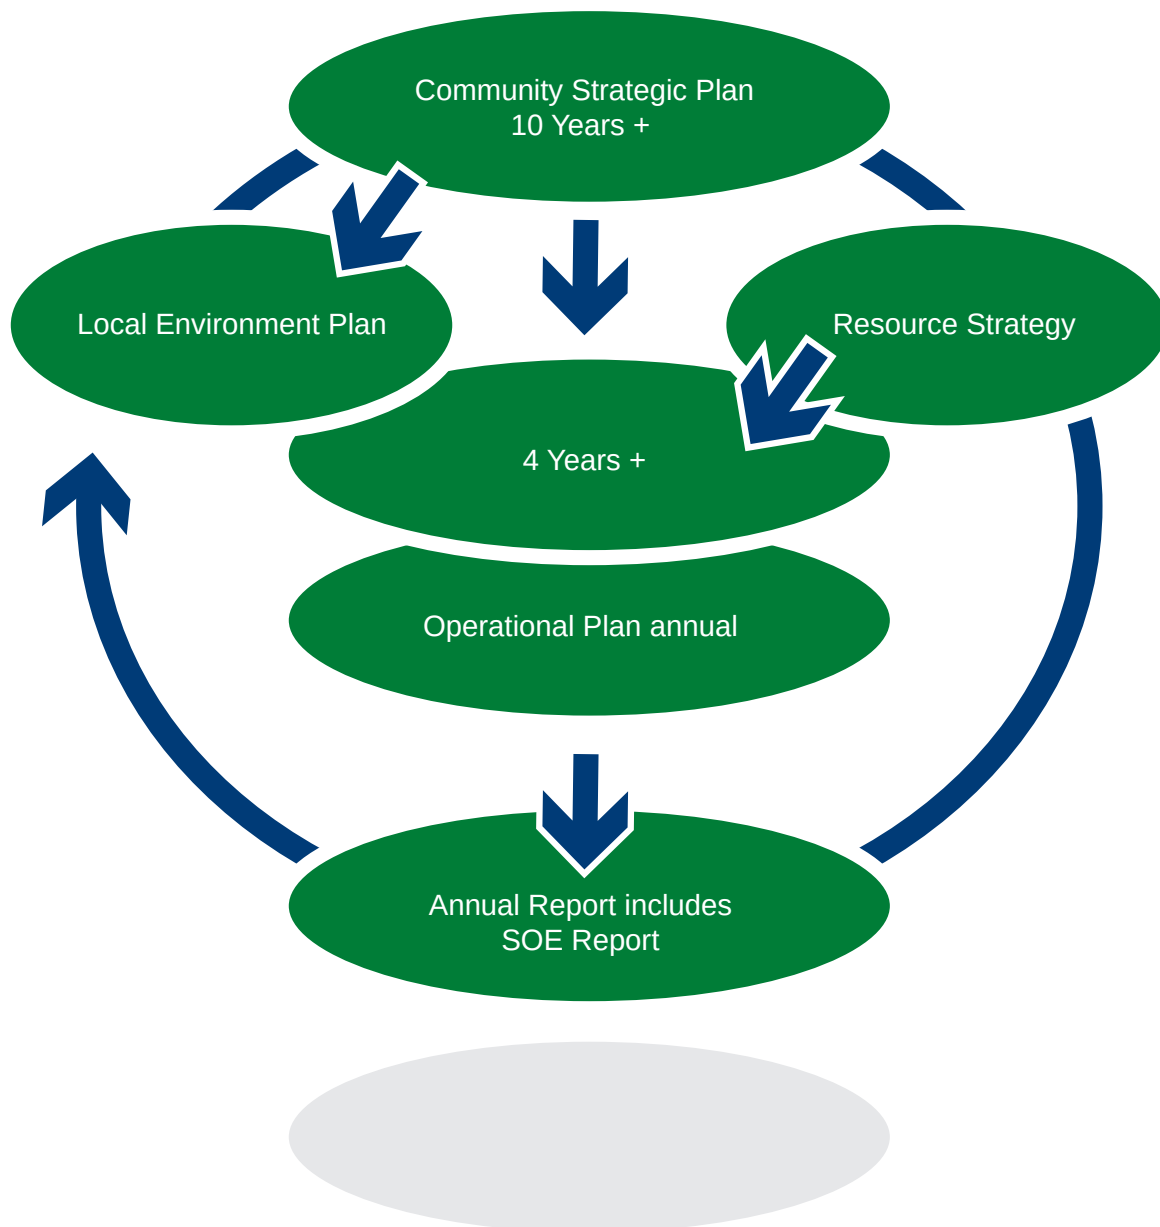 Community Strategic Plan
10 Years +
Local Environment Plan
Resource Strategy
4 Years +
Operational Plan annual
Annual Report includes
SOE Report